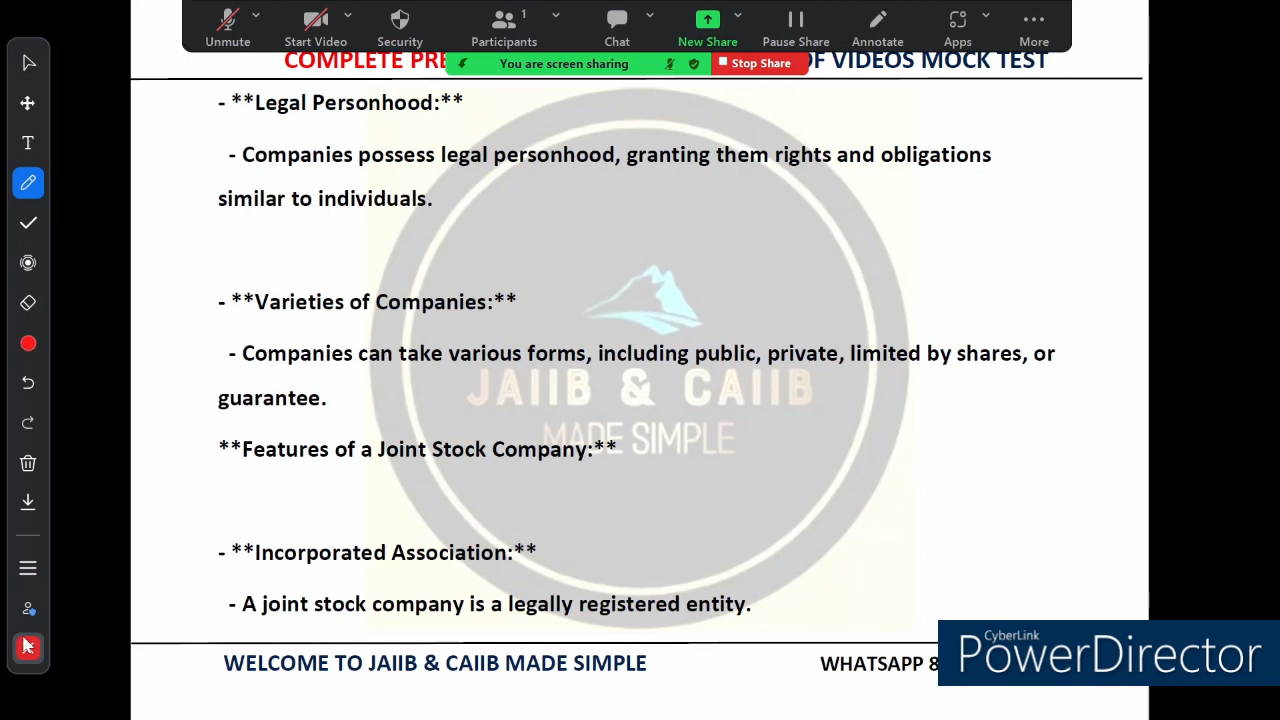 Unmute
Start Video
Security
Participants
1
Chat
New Share
Pause Share
Annotate
Apps
More
You are screen sharing
Stop Share
COMPLETE PRE
OF VIDEOS MOCK TEST
- **Legal Personhood:**
- Companies possess legal personhood, granting them rights and obligations
similar to individuals.
- **Varieties of Companies:**
- Companies can take various forms, including public, private, limited by shares, or
guarantee.
JAIIB & CAIIB
MADE SIMPLE
**Features of a Joint Stock Company:**
- **Incorporated Association:**
- A joint stock company is a legally registered entity.
WELCOME TO JAIIB & CAIIB MADE SIMPLE
WHATSAPP 8
CyberLink
PowerDirector